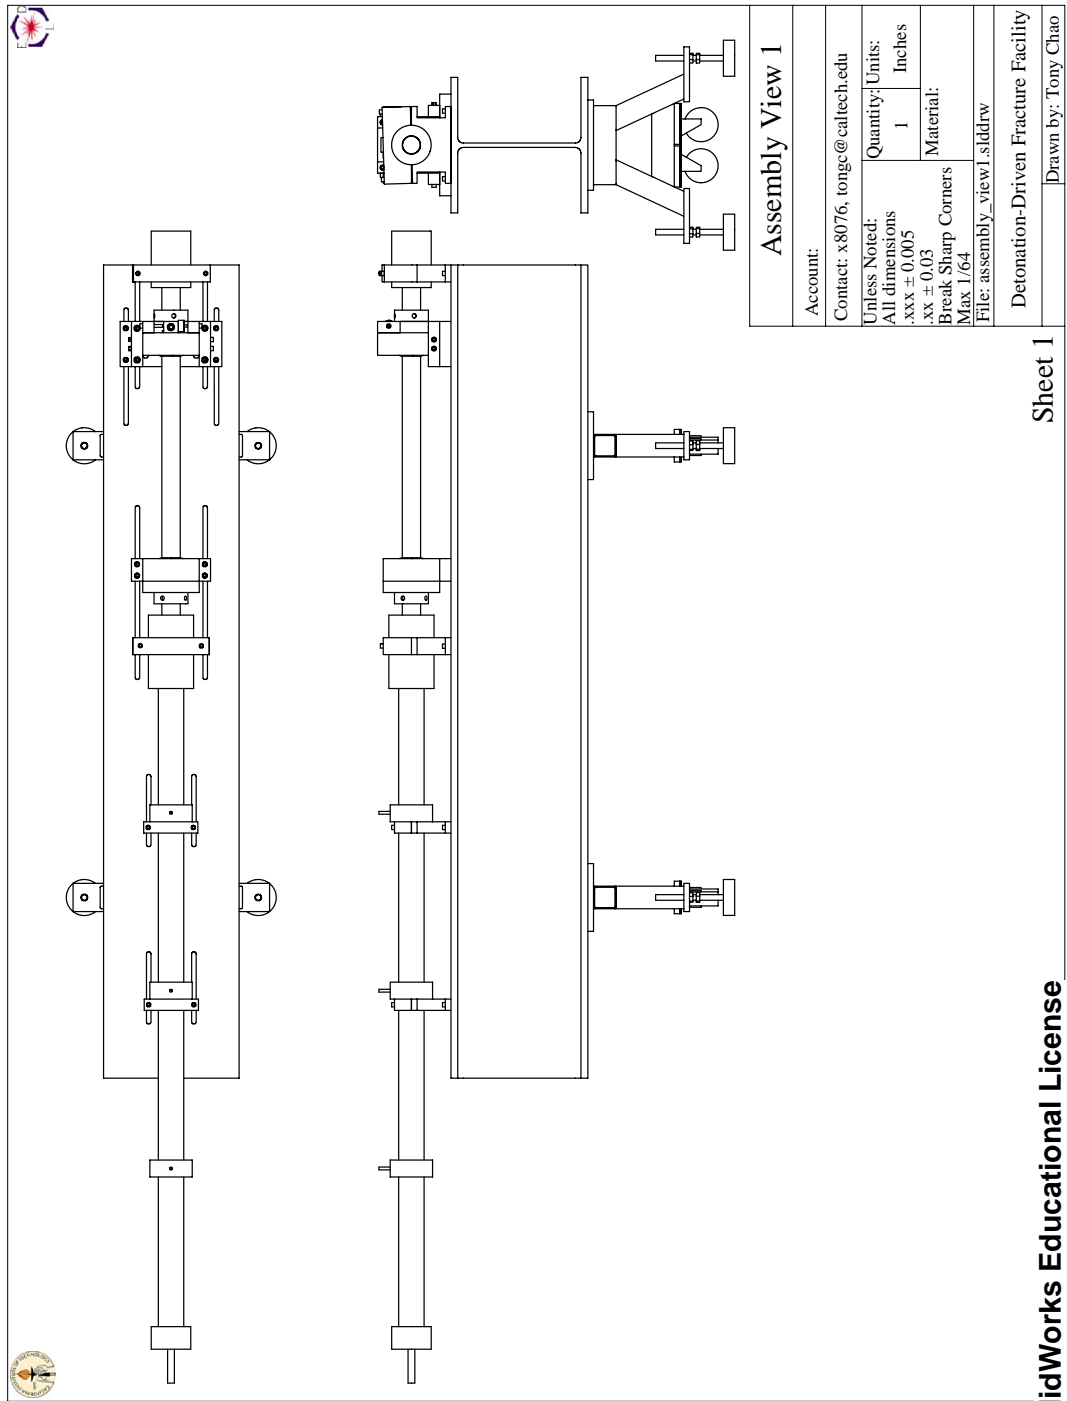 Assembly View 1
Account:
Contact: x8076, tongc@caltech.edu
Unless Noted:
All dimensions
.xxx ± 0.005
.xx ± 0.03
Break Sharp Corners
Max 1/64
Quantity:
1
Units:
Inches
Material:
File: assembly_view1.slddrw
Detonation-Driven Fracture Facility
Drawn by: Tony Chao
Sheet 1
idWorks Educational License